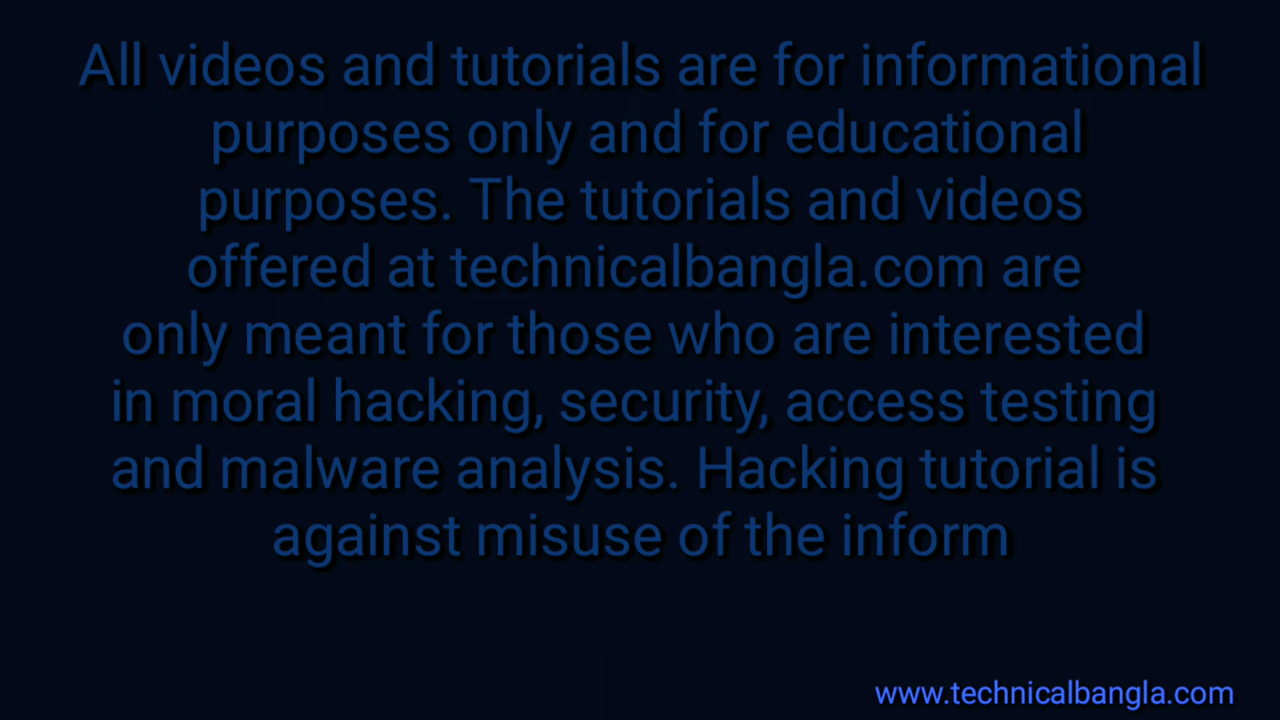 All videos and tutorials are for informational
purposes only and for educational
purposes. The tutorials and videos
offered at technicalbangla.com are
only meant for those who are interested
in moral hacking, security, access testing
and malware analysis. Hacking tutorial is
against misuse of the inform
www.technicalbangla.com